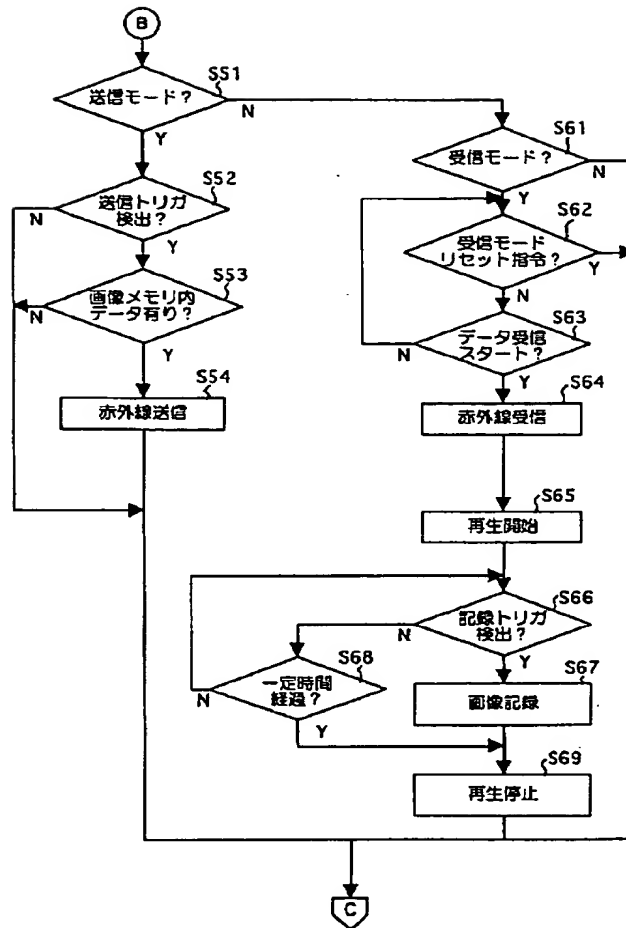 B
S51
送信モード?
N
Y
S61
受信モード?
N
Y
S52
送信トリガ
検出?
N
Y
S62
受信モード
リセット指令?
Y
N
S53
画像メモリ内
データ有り?
N
Y
S63
データ受信
スタート?
N
Y
S54
赤外線送信
S64
赤外線受信
S65
再生開始
S66
記録トリガ
検出?
N
Y
S68
一定時間
経過?
N
Y
S67
画像記録
S69
再生停止
C